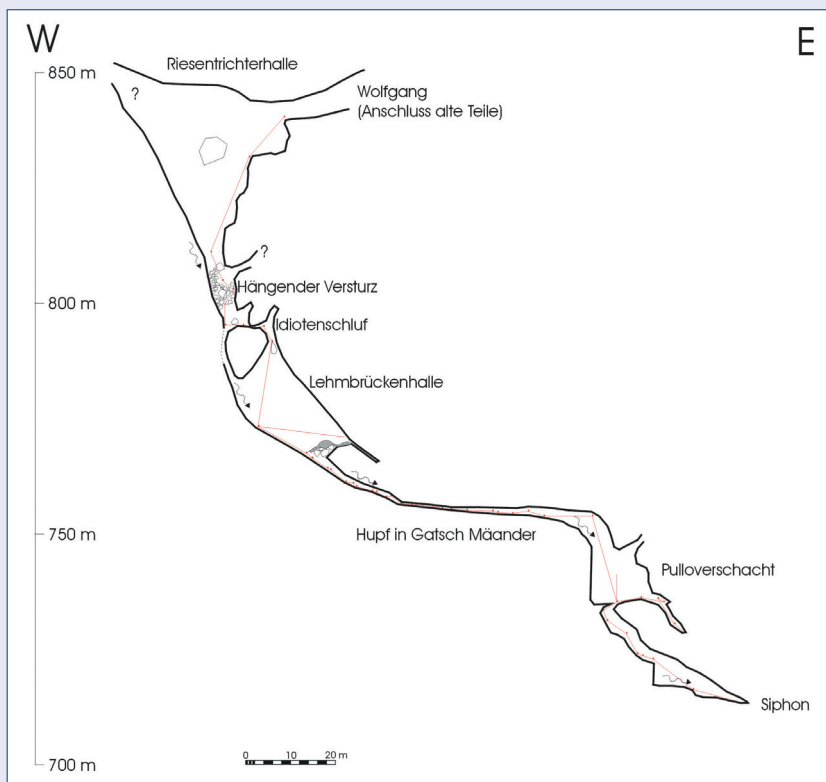 W
E
Riesentrichterhalle
850 m
?
Wolfgang
(Anschluss alte Teile)
?
Hängender Versturz
800 m
Idiotenschluf
Lehmbrückenhalle
750 m
Hupf in Gatsch Mäander
Pulloverschacht
Siphon
0 10 20 m
700 m